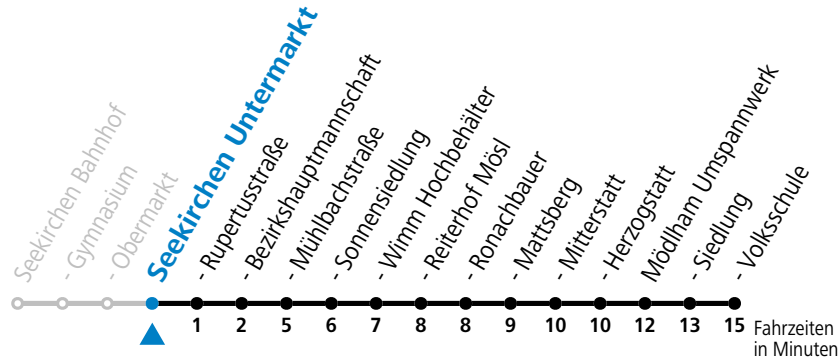 Seekirchen Bahnhof
- Gymnasium
- Obermarkt
Seekirchen Untermarkt
- Rupertusstraße
- Bezirkshauptmannschaft
- Mühlbachstraße
- Sonnensiedlung
- Wimm Hochbehälter
- Reiterhof Mösl
- Ronachbauer
- Mattsberg
- Mitterstatt
- Herzogstatt
Mödlham Umspannwerk
- Siedlung
- Volksschule
1 2 5 6 7 8 8 9 10 10 12 13 15 Fahrzeiten
in Minuten